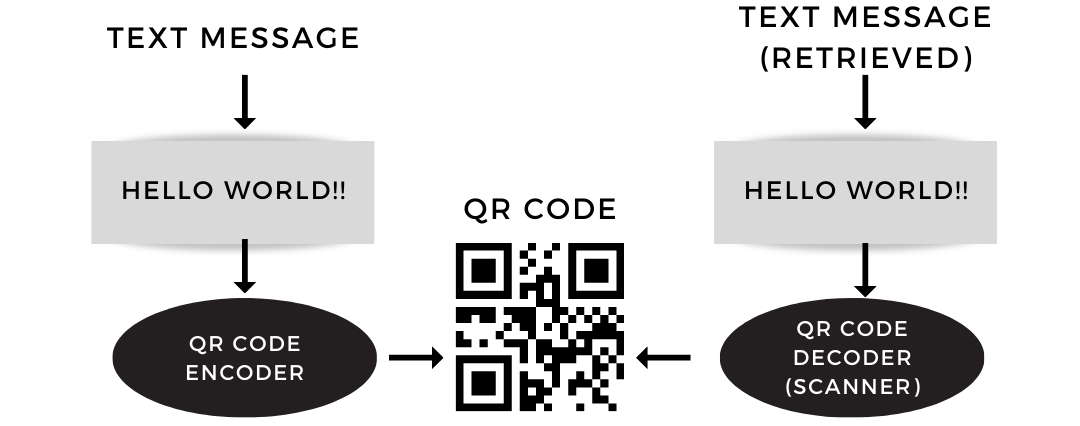 TEXT MESSAGE
HELLO WORLD!!
QR CODE
ENCODER
QR CODE
TEXT MESSAGE
(RETRIEVED)
HELLO WORLD!!
QR CODE
DECODER
(SCANNER)